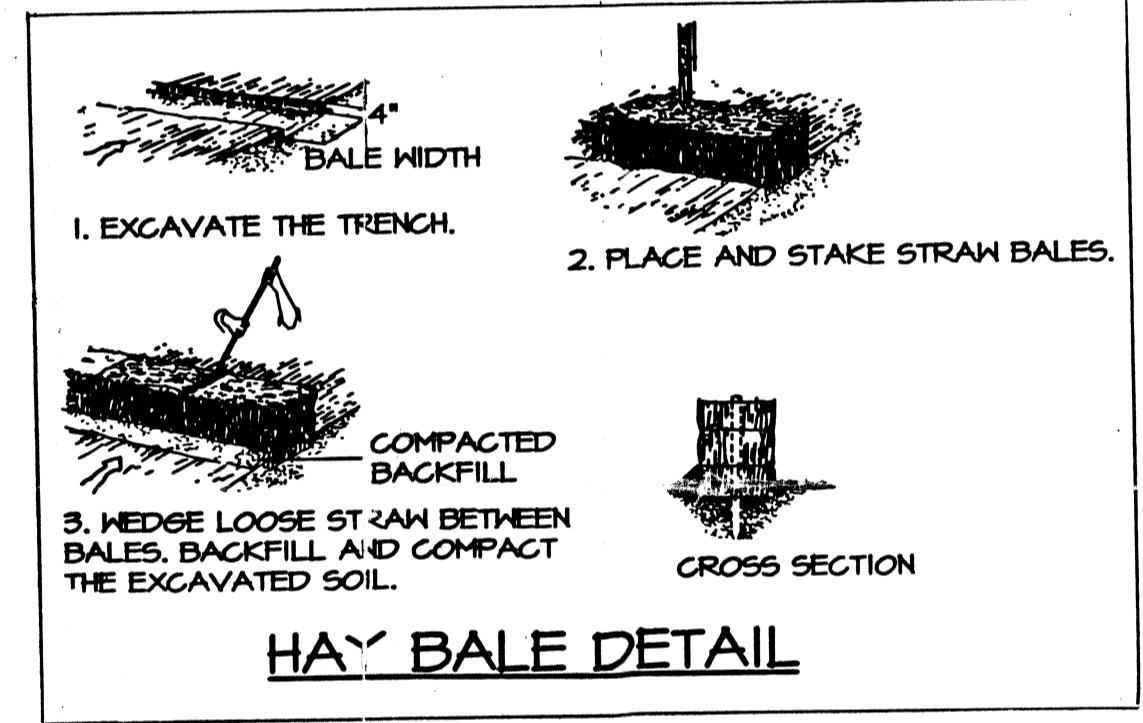 4"
BALE WIDTH
1. EXCAVATE THE TRENCH.
2. PLACE AND STAKE STRAW BALES.
COMPACTED
BACKFILL
3. WEDGE LOOSE STRAW BETWEEN
BALES. BACKFILL AND COMPACT
THE EXCAVATED SOIL.
CROSS SECTION
HAY BALE DETAIL